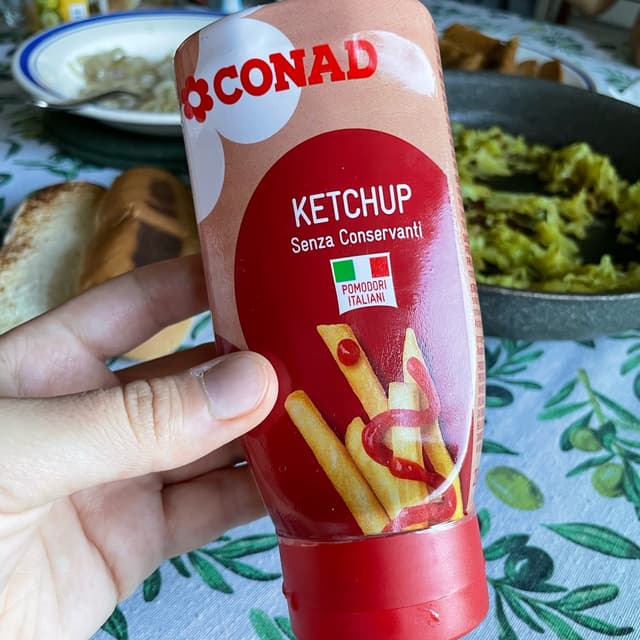 CONAD
KETCHUP
Senza Conservanti
POMODORI
ITALIANI